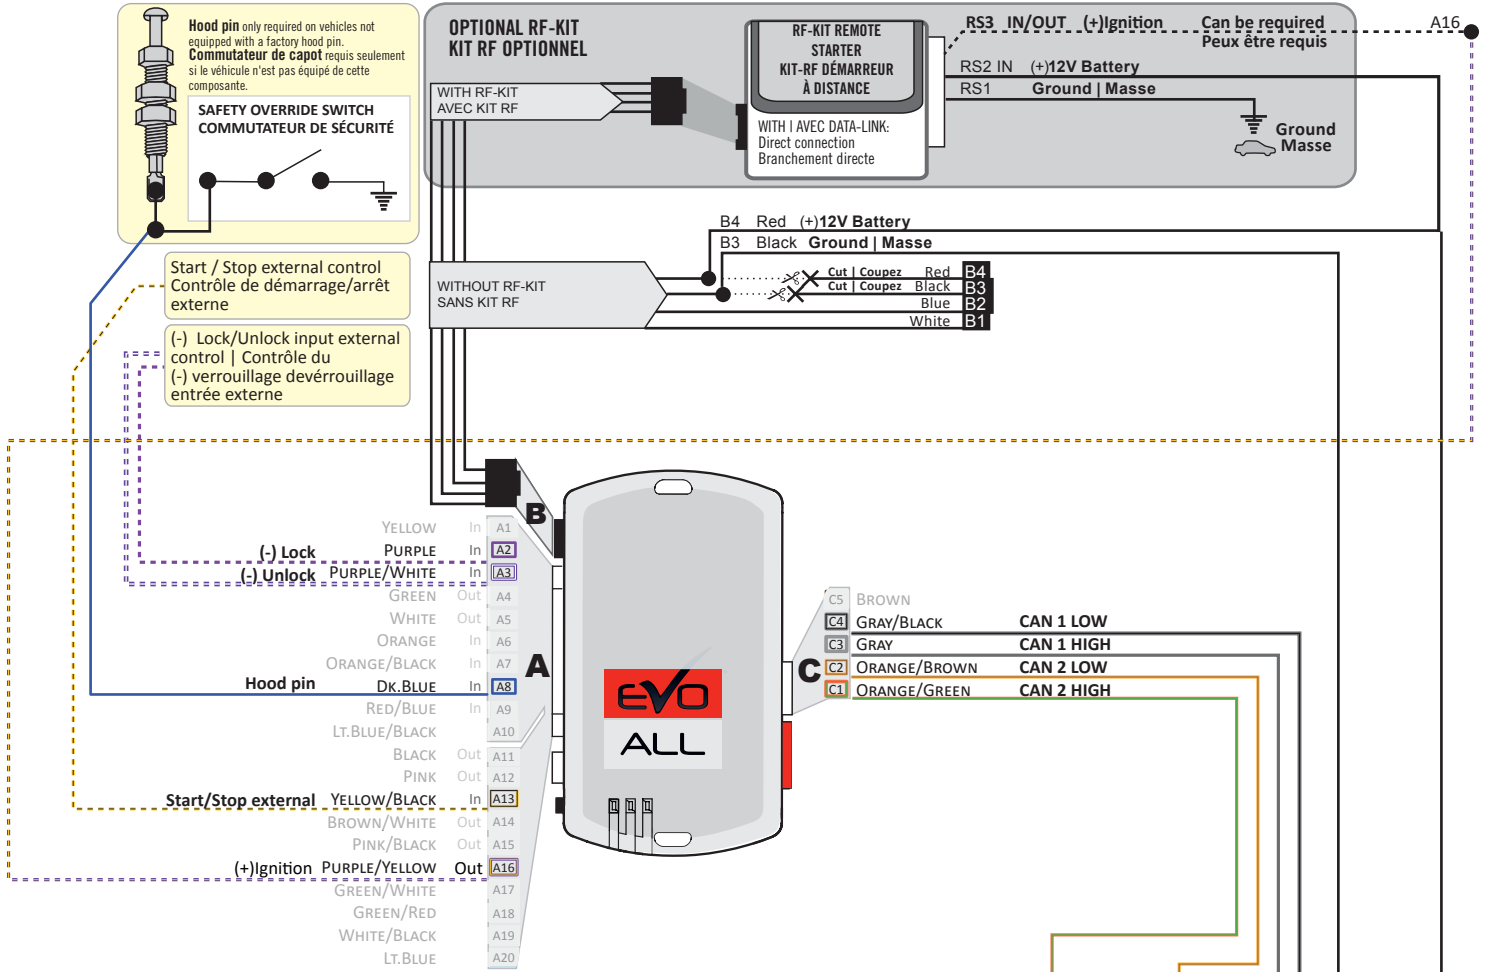 Hood pin only required on vehicles not
equipped with a factory hood pin.
Commutateur de capot requis seulement
si le véhicule n'est pas équipé de cette
composante.
SAFETY OVERRIDE SWITCH
COMMUTATEUR DE SÉCURITÉ
OPTIONAL RF-KIT
KIT RF OPTIONNEL
WITH RF-KIT
AVEC KIT RF
RF-KIT REMOTE
STARTER
KIT-RF DÉMARREUR
À DISTANCE
WITH I AVEC DATA-LINK:
Direct connection
Branchement directe
RS3 IN/OUT (+)Ignition Can be required
Peux être requis
A16
RS2 IN (+)12V Battery
RS1 Ground | Masse
Ground
Masse
B4 Red (+)12V Battery
B3 Black Ground | Masse
WITHOUT RF-KIT
SANS KIT RF
Cut | Coupez Red B4
Cut | Coupez Black B3
Blue B2
White B1
Start / Stop external control
Contrôle de démarrage/arrêt
externe
(-) Lock/Unlock input external
control | Contrôle du
(-) verrouillage devérrouillage
entrée externe
B
A
C
YELLOW In A1
(-) Lock PURPLE In A2
(-) Unlock PURPLE/WHITE In A3
GREEN Out A4
WHITE Out A5
ORANGE In A6
ORANGE/BLACK In A7
Hood pin DK.BLUE In A8
RED/BLUE In A9
LT.BLUE/BLACK A10
BLACK Out A11
PINK Out A12
Start/Stop external YELLOW/BLACK In A13
BROWN/WHITE Out A14
PINK/BLACK Out A15
(+)Ignition PURPLE/YELLOW Out A16
GREEN/WHITE A17
GREEN/RED A18
WHITE/BLACK A19
LT.BLUE A20
EVO
ALL
C5 BROWN
C4 GRAY/BLACK CAN 1 LOW
C3 GRAY CAN 1 HIGH
C2 ORANGE/BROWN CAN 2 LOW
C1 ORANGE/GREEN CAN 2 HIGH